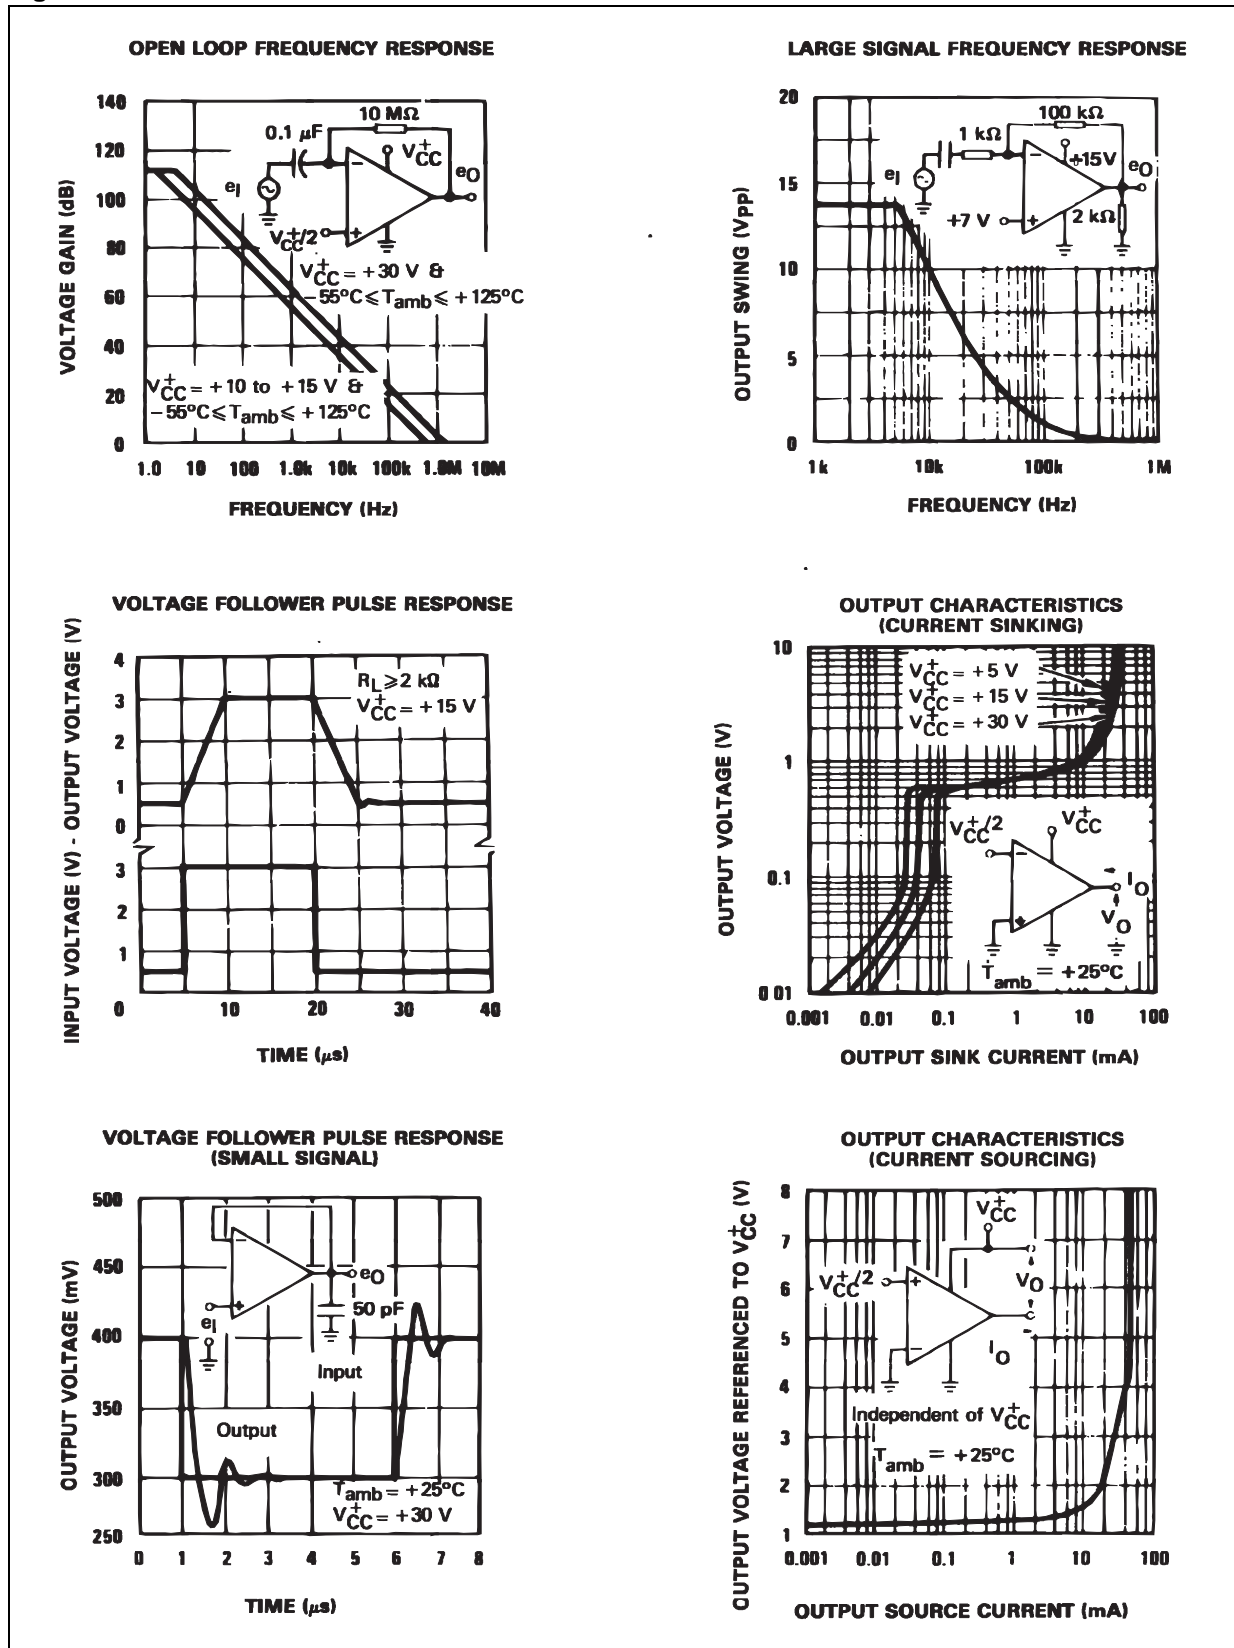 OPEN LOOP FREQUENCY RESPONSE
VOLTAGE GAIN (dB)
140
120
100
80
60
40
20
0
10 MΩ
0.1 μF
V+CC
eI
eO
V+CC/2
V+CC = +30 V &
-55°C ≤ Tamb ≤ +125°C
V+CC = +10 to +15 V &
-55°C ≤ Tamb ≤ +125°C
1.0 10 100 1.0k 10k 100k 1.0M 10M
FREQUENCY (Hz)
LARGE SIGNAL FREQUENCY RESPONSE
OUTPUT SWING (Vpp)
20
15
10
5
0
100 kΩ
1 kΩ
+15V
eI
eO
+7 V
2 kΩ
1k 10k 100k 1M
FREQUENCY (Hz)
VOLTAGE FOLLOWER PULSE RESPONSE
INPUT VOLTAGE (V) - OUTPUT VOLTAGE (V)
4
3
2
1
0
3
2
1
RL ≥ 2 kΩ
V+CC = +15 V
0 10 20 30 40
TIME (μs)
OUTPUT CHARACTERISTICS
(CURRENT SINKING)
OUTPUT VOLTAGE (V)
10
1
0.1
0 01
V+CC = +5 V
V+CC = +15 V
V+CC = +30 V
V+CC/2
V+CC
IO
VO
Tamb = +25°C
0.001 0.01 0.1 1 10 100
OUTPUT SINK CURRENT (mA)
VOLTAGE FOLLOWER PULSE RESPONSE
(SMALL SIGNAL)
OUTPUT VOLTAGE (mV)
500
450
400
350
300
250
eO
50 pF
eI
Input
Output
Tamb = +25°C
V+CC = +30 V
0 1 2 3 4 5 6 7 8
TIME (μs)
OUTPUT CHARACTERISTICS
(CURRENT SOURCING)
OUTPUT VOLTAGE REFERENCED TO V+CC (V)
8
7
6
5
4
3
2
1
V+CC
V+CC/2
VO
IO
Independent of V+CC
Tamb = +25°C
0.001 0.01 0.1 1 10 100
OUTPUT SOURCE CURRENT (mA)